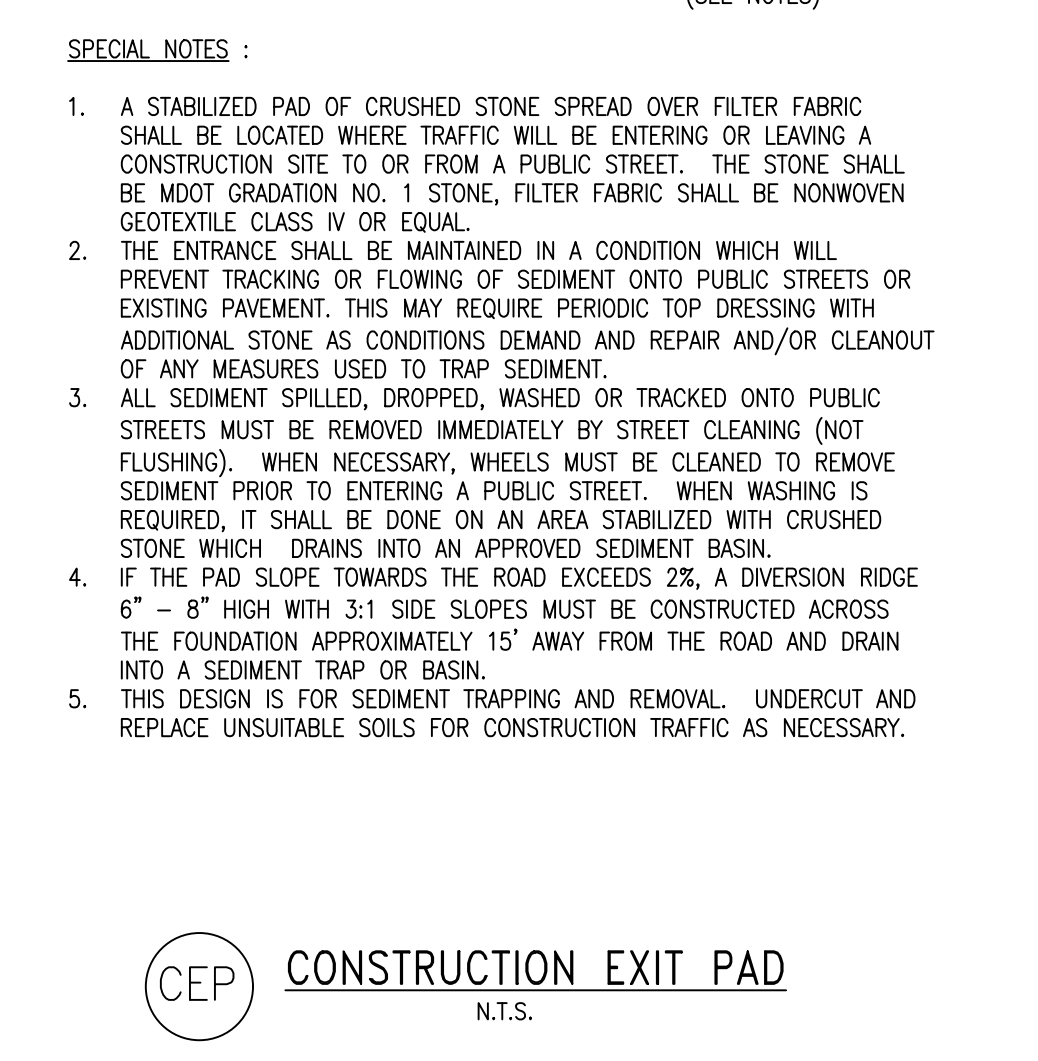 (SEE NOTES)
SPECIAL NOTES :
1. A STABILIZED PAD OF CRUSHED STONE SPREAD OVER FILTER FABRIC
SHALL BE LOCATED WHERE TRAFFIC WILL BE ENTERING OR LEAVING A
CONSTRUCTION SITE TO OR FROM A PUBLIC STREET. THE STONE SHALL
BE MDOT GRADATION NO. 1 STONE, FILTER FABRIC SHALL BE NONWOVEN
GEOTEXTILE CLASS IV OR EQUAL.
2. THE ENTRANCE SHALL BE MAINTAINED IN A CONDITION WHICH WILL
PREVENT TRACKING OR FLOWING OF SEDIMENT ONTO PUBLIC STREETS OR
EXISTING PAVEMENT. THIS MAY REQUIRE PERIODIC TOP DRESSING WITH
ADDITIONAL STONE AS CONDITIONS DEMAND AND REPAIR AND/OR CLEANOUT
OF ANY MEASURES USED TO TRAP SEDIMENT.
3. ALL SEDIMENT SPILLED, DROPPED, WASHED OR TRACKED ONTO PUBLIC
STREETS MUST BE REMOVED IMMEDIATELY BY STREET CLEANING (NOT
FLUSHING). WHEN NECESSARY, WHEELS MUST BE CLEANED TO REMOVE
SEDIMENT PRIOR TO ENTERING A PUBLIC STREET. WHEN WASHING IS
REQUIRED, IT SHALL BE DONE ON AN AREA STABILIZED WITH CRUSHED
STONE WHICH DRAINS INTO AN APPROVED SEDIMENT BASIN.
4. IF THE PAD SLOPE TOWARDS THE ROAD EXCEEDS 2%, A DIVERSION RIDGE
6” – 8” HIGH WITH 3:1 SIDE SLOPES MUST BE CONSTRUCTED ACROSS
THE FOUNDATION APPROXIMATELY 15’ AWAY FROM THE ROAD AND DRAIN
INTO A SEDIMENT TRAP OR BASIN.
5. THIS DESIGN IS FOR SEDIMENT TRAPPING AND REMOVAL. UNDERCUT AND
REPLACE UNSUITABLE SOILS FOR CONSTRUCTION TRAFFIC AS NECESSARY.
CEP
CONSTRUCTION EXIT PAD
N.T.S.